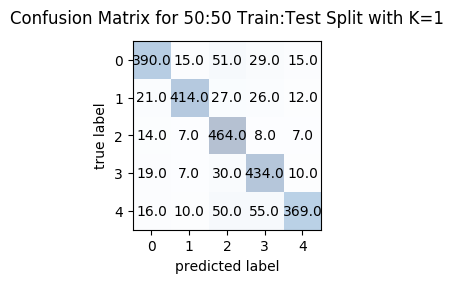 Confusion Matrix for 50:50 Train:Test Split with K=1
true label
0 390.0 15.0 51.0 29.0 15.0
1 21.0 414.0 27.0 26.0 12.0
2 14.0 7.0 464.0 8.0 7.0
3 19.0 7.0 30.0 434.0 10.0
4 16.0 10.0 50.0 55.0 369.0
0 1 2 3 4
predicted label